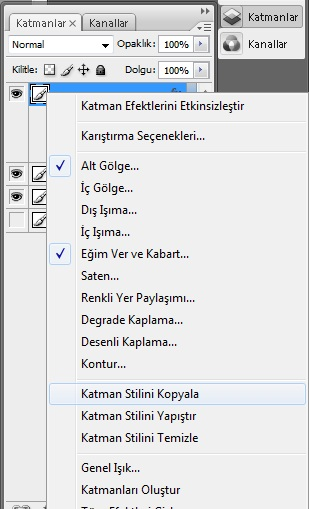 Katmanlar × Kanallar
Katmanlar
Kanallar
Normal Opaklık: 100%
Kilitle: Dolgu: 100%
Katman Efektlerini Etkinsizleştir
Karıştırma Seçenekleri...
Alt Gölge...
İç Gölge...
Dış Işıma...
İç Işıma...
Eğim Ver ve Kabart...
Saten...
Renkli Yer Paylaşımı...
Degrade Kaplama...
Desenli Kaplama...
Kontur...
Katman Stilini Kopyala
Katman Stilini Yapıştır
Katman Stilini Temizle
Genel Işık...
Katmanları Oluştur